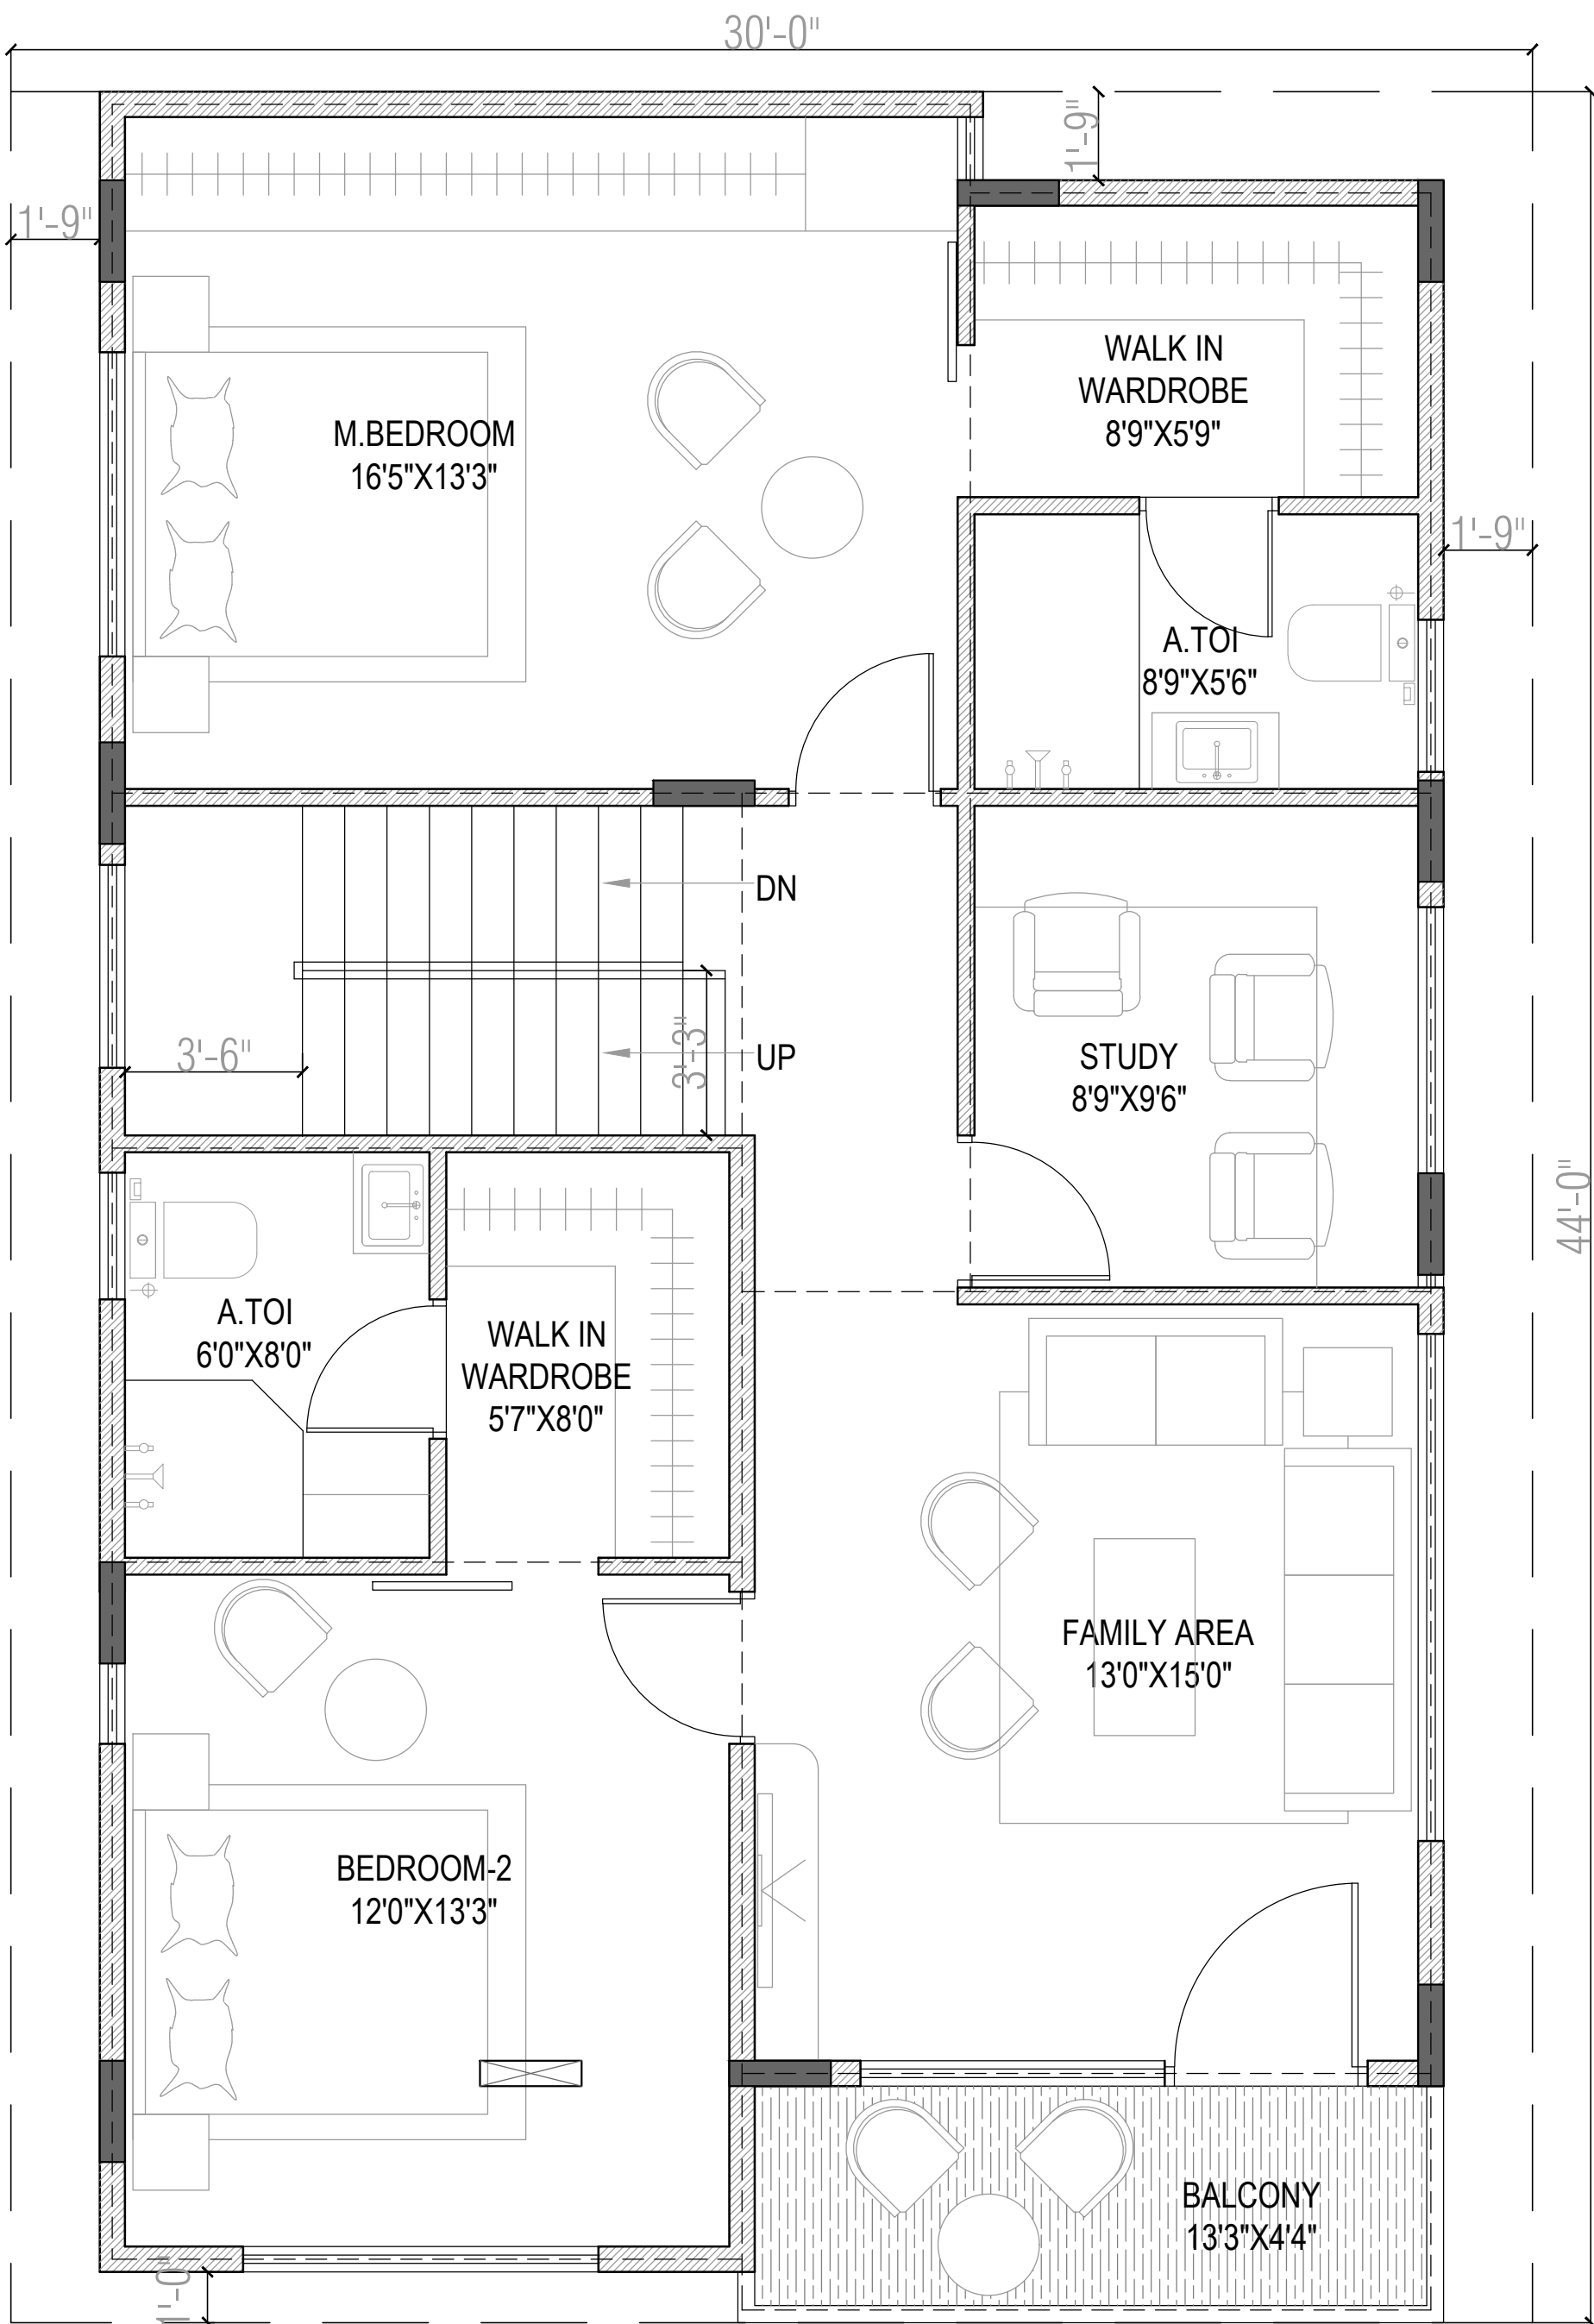 30'-0"
1'-9"
1'-9"
WALK IN
WARDROBE
8'9"X5'9"
M.BEDROOM
16'5"X13'3"
1'-9"
A.TOI
8'9"X5'6"
DN
3'-6"
3'-3"
UP
STUDY
8'9"X9'6"
44'-0"
A.TOI
6'0"X8'0"
WALK IN
WARDROBE
5'7"X8'0"
FAMILY AREA
13'0"X15'0"
BEDROOM-2
12'0"X13'3"
BALCONY
13'3"X4'4"
1'-0"